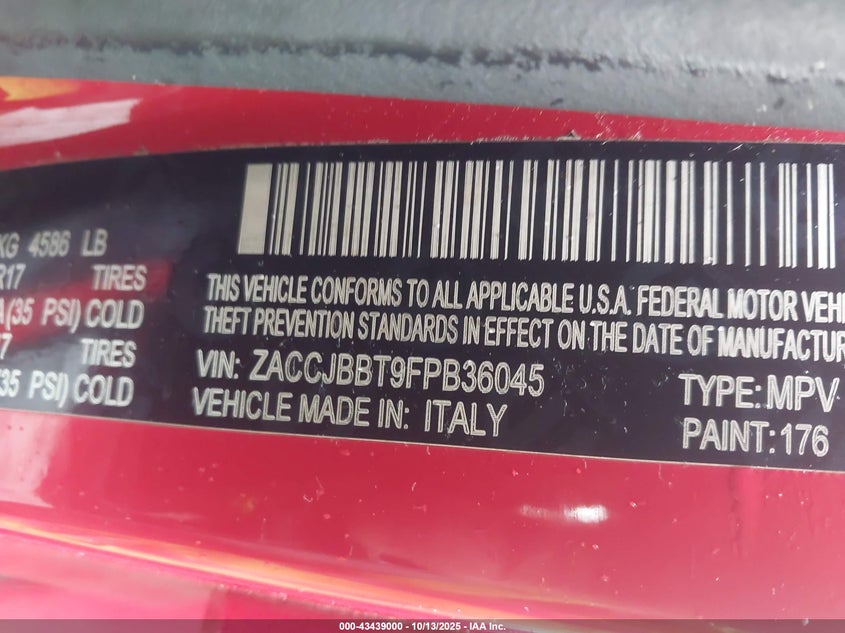 KG 4586 LB
R17 TIRES
(35 PSI) COLD
TIRES
(35 PSI) COLD
THIS VEHICLE CONFORMS TO ALL APPLICABLE U.S.A. FEDERAL MOTOR VEHI
THEFT PREVENTION STANDARDS IN EFFECT ON THE DATE OF MANUFACTUR
VIN: ZACCJBBT9FPB36045 TYPE: MPV
VEHICLE MADE IN: ITALY PAINT: 176
000-43439000 - 10/13/2025 - IAA Inc.